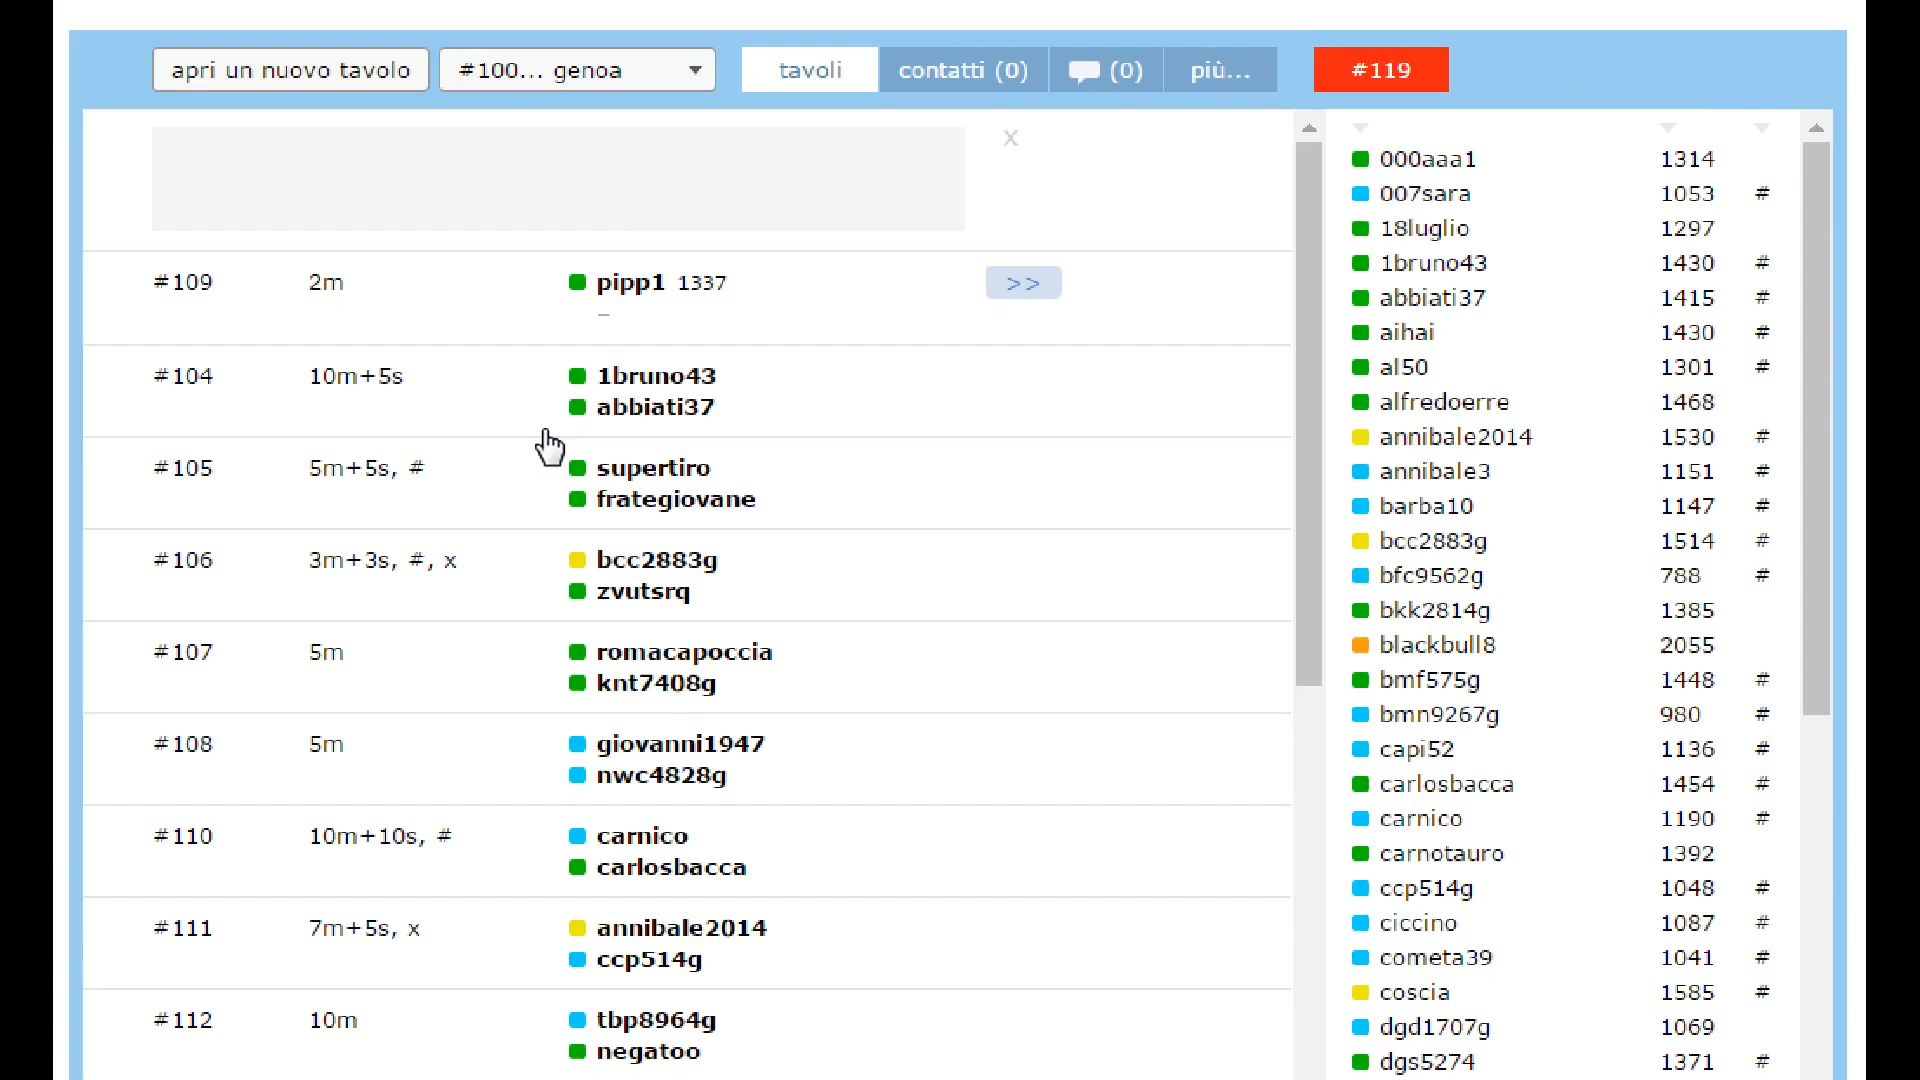 apri un nuovo tavolo #100... genoa tavoli contatti (0) (0) più... #119
x
#109 2m pipp1 1337 >>
–
#104 10m+5s 1bruno43
abbiati37
#105 5m+5s, # supertiro
frategiovane
#106 3m+3s, #, x bcc2883g
zvutsrq
#107 5m romacapoccia
knt7408g
#108 5m giovanni1947
nwc4828g
#110 10m+10s, # carnico
carlosbacca
#111 7m+5s, x annibale2014
ccp514g
#112 10m tbp8964g
negatoo
000aaa1 1314
007sara 1053 #
18luglio 1297
1bruno43 1430 #
abbiati37 1415 #
aihai 1430 #
al50 1301 #
alfredoerre 1468
annibale2014 1530 #
annibale3 1151 #
barba10 1147 #
bcc2883g 1514 #
bfc9562g 788 #
bkk2814g 1385
blackbull8 2055
bmf575g 1448 #
bmn9267g 980 #
capi52 1136 #
carlosbacca 1454 #
carnico 1190 #
carnotauro 1392
ccp514g 1048 #
ciccino 1087 #
cometa39 1041 #
coscia 1585 #
dgd1707g 1069
dgs5274 1371 #